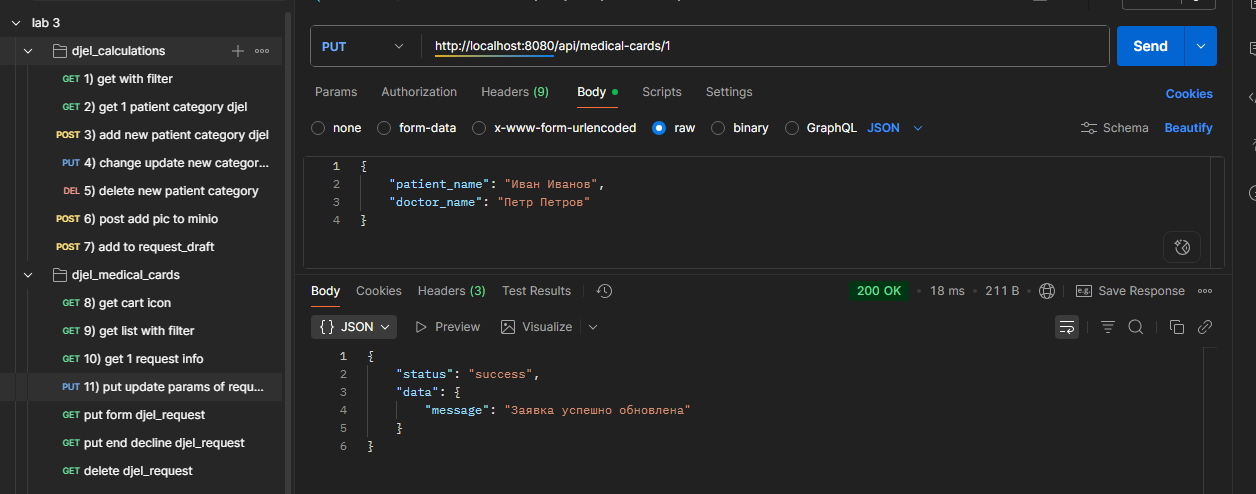 lab 3
djel_calculations
GET 1) get with filter
GET 2) get 1 patient category djel
POST 3) add new patient category djel
PUT 4) change update new categor...
DEL 5) delete new patient category
POST 6) post add pic to minio
POST 7) add to request_draft
djel_medical_cards
GET 8) get cart icon
GET 9) get list with filter
GET 10) get 1 request info
PUT 11) put update params of requ...
GET put form djel_request
GET put end decline djel_request
GET delete djel_request
PUT http://localhost:8080/api/medical-cards/1 Send
Params Authorization Headers (9) Body Scripts Settings Cookies
none form-data x-www-form-urlencoded raw binary GraphQL JSON Schema Beautify
1 {
2 "patient_name": "Иван Иванов",
3 "doctor_name": "Петр Петров"
4 }
Body Cookies Headers (3) Test Results 200 OK • 18 ms • 211 B e.g. Save Response
{} JSON Preview Visualize
1 {
2 "status": "success",
3 "data": {
4 "message": "Заявка успешно обновлена"
5 }
6 }